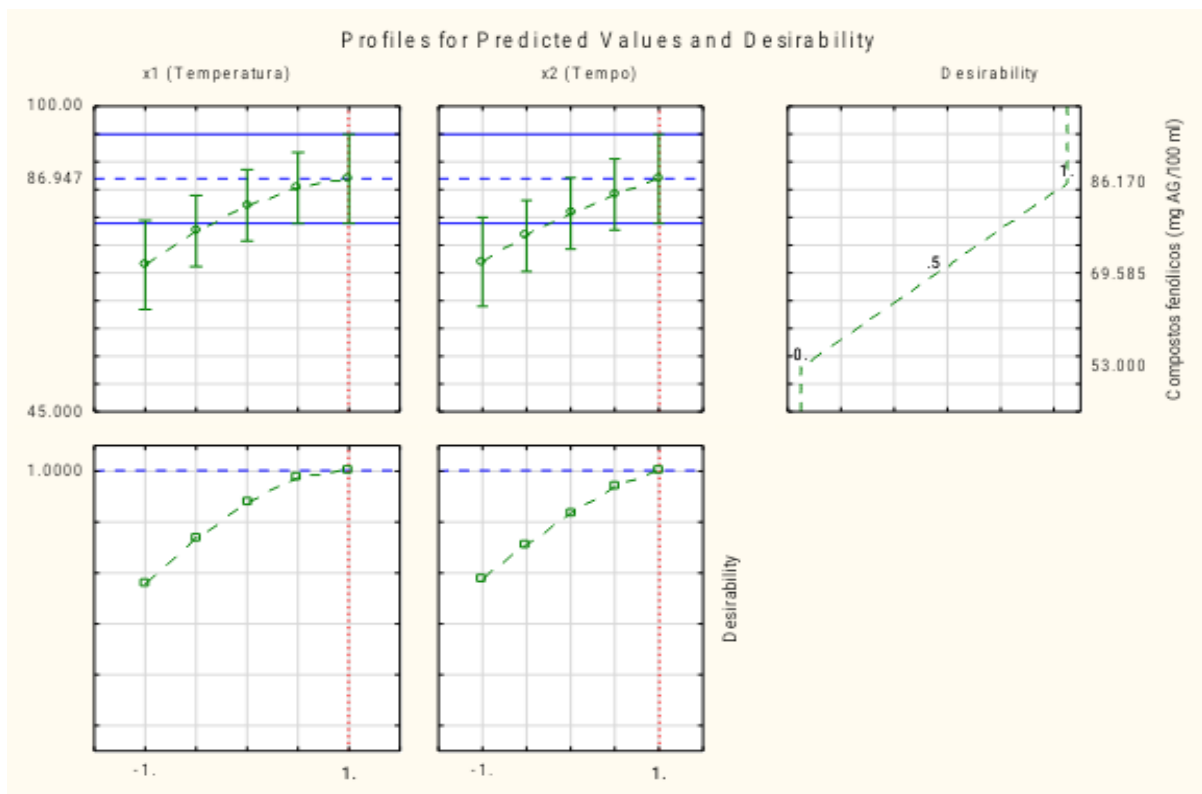 Profiles for Predicted Values and Desirability
x1 (Temperatura)
x2 (Tempo)
Desirability
100.00
86.947
45.000
1.
.5
0.
86.170
69.585
53.000
Compostos fenólicos (mg AG/100 ml)
1.0000
-1.
1.
-1.
1.
Desirability